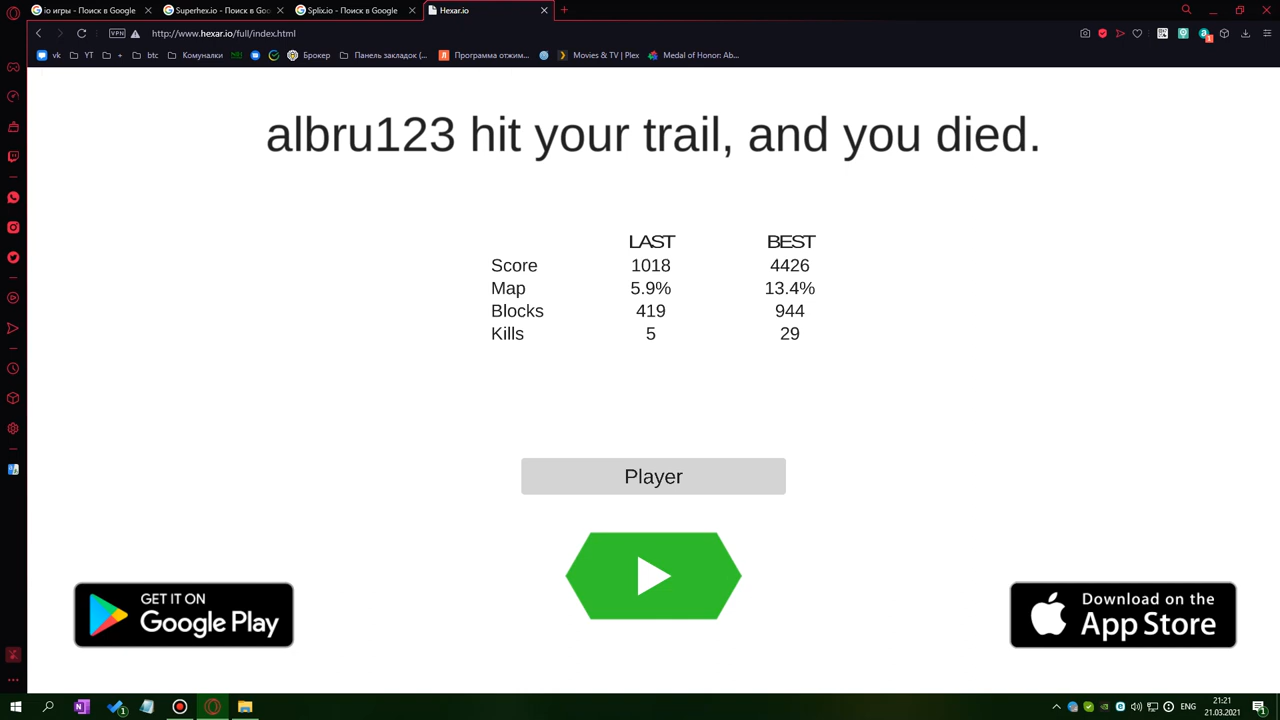 io игры - Поиск в Google
Superhex.io - Поиск в Goo
Splix.io - Поиск в Google
Hexar.io
VPN
http://www.hexar.io/full/index.html
1
vk
YT
+
btc
Комуналки
Брокер
Панель закладок (...
Программа отжим...
Movies & TV | Plex
Medal of Honor: Ab...
albru123 hit your trail, and you died.
LAST BEST
Score 1018 4426
Map 5.9% 13.4%
Blocks 419 944
Kills 5 29
Player
GET IT ON
Google Play
Download on the
App Store
1
ENG
21:21
21.03.2021
1